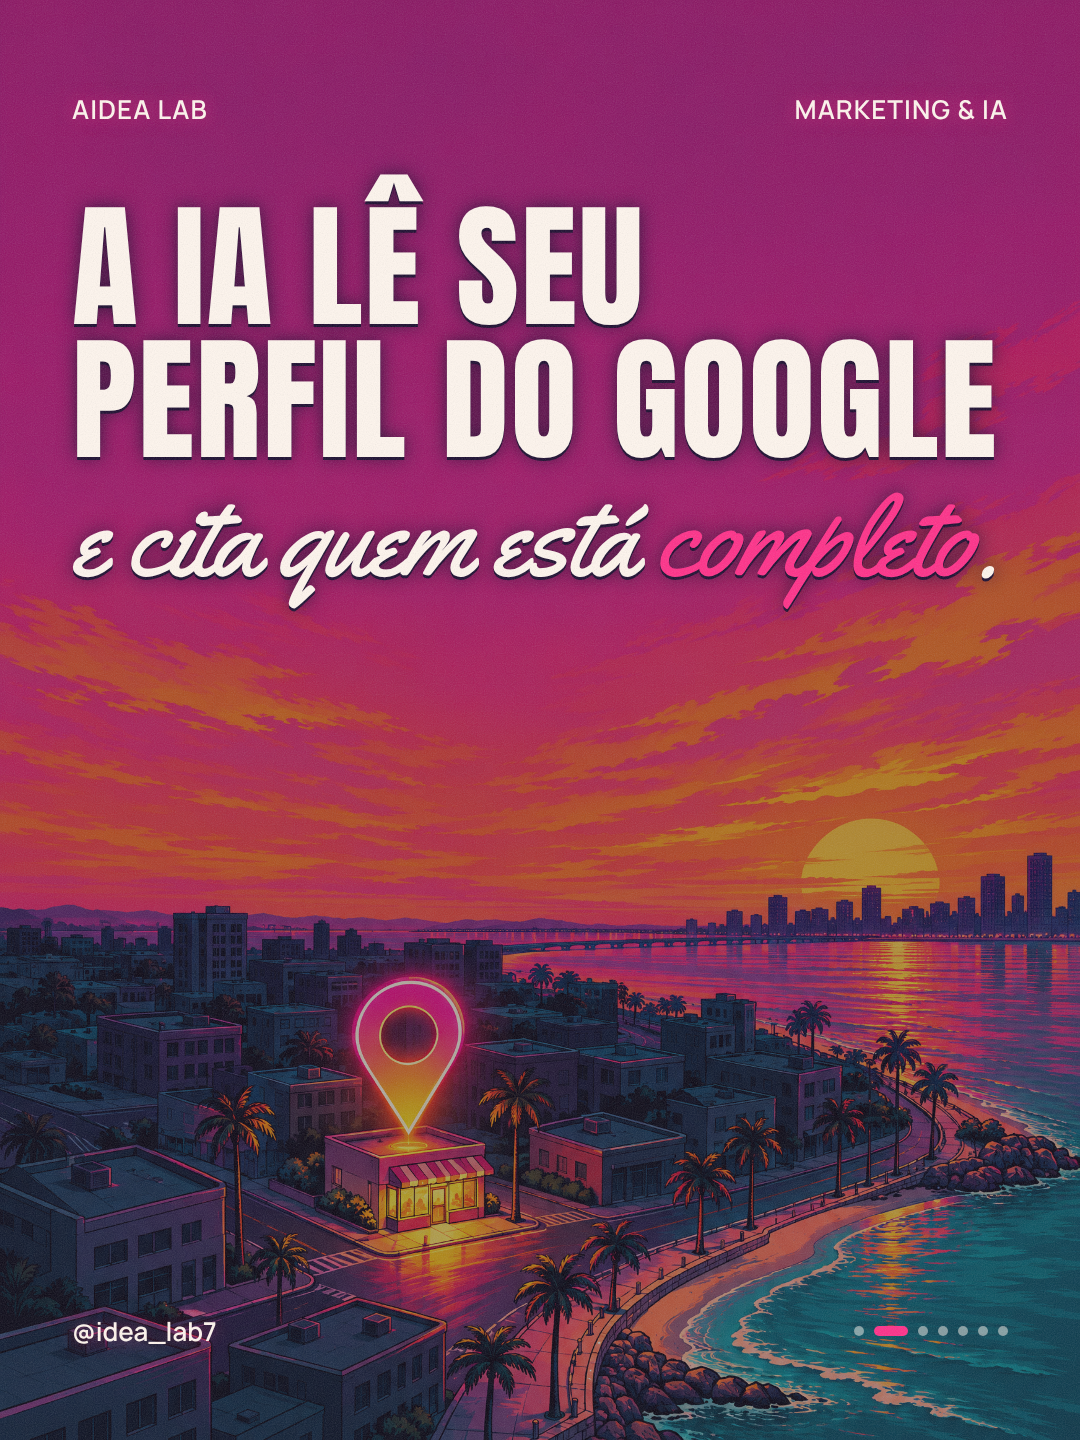 AIDEA LAB
MARKETING & IA
A IA LÊ SEU
PERFIL DO GOOGLE
e cita quem está completo.
@idea_lab7